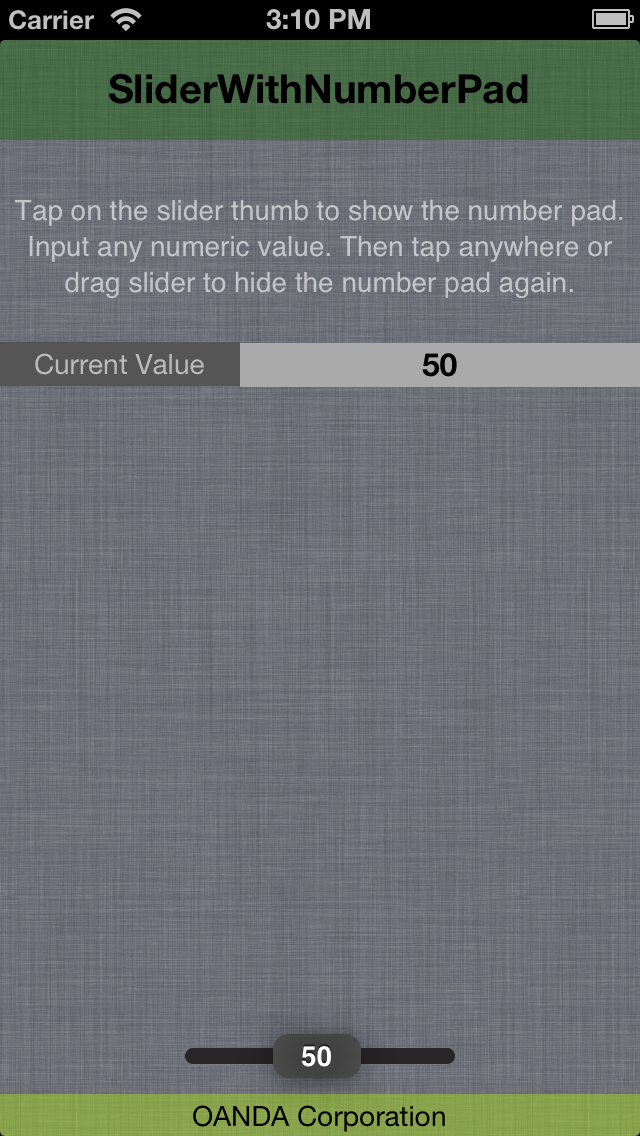 Carrier 3:10 PM
SliderWithNumberPad
Tap on the slider thumb to show the number pad.
Input any numeric value. Then tap anywhere or
drag slider to hide the number pad again.
Current Value 50
50
OANDA Corporation